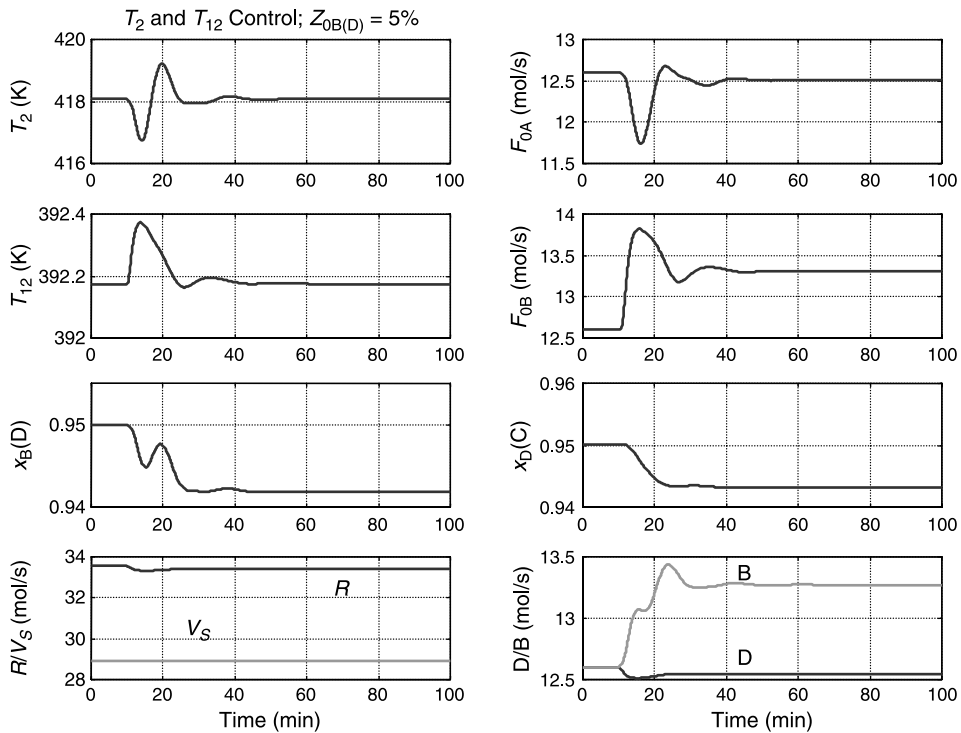 T2 and T12 Control; Z0B(D) = 5%
420
418
416
T2 (K)
0 20 40 60 80 100
13
12.5
12
11.5
F0A (mol/s)
0 20 40 60 80 100
392.4
392.2
392
T12 (K)
0 20 40 60 80 100
14
13.5
13
12.5
F0B (mol/s)
0 20 40 60 80 100
0.95
0.94
xB(D)
0 20 40 60 80 100
0.96
0.95
0.94
xD(C)
0 20 40 60 80 100
34
33
30
29
28
R/VS (mol/s)
R
VS
0 20 40 60 80 100
Time (min)
13.5
13
12.5
D/B (mol/s)
B
D
0 20 40 60 80 100
Time (min)